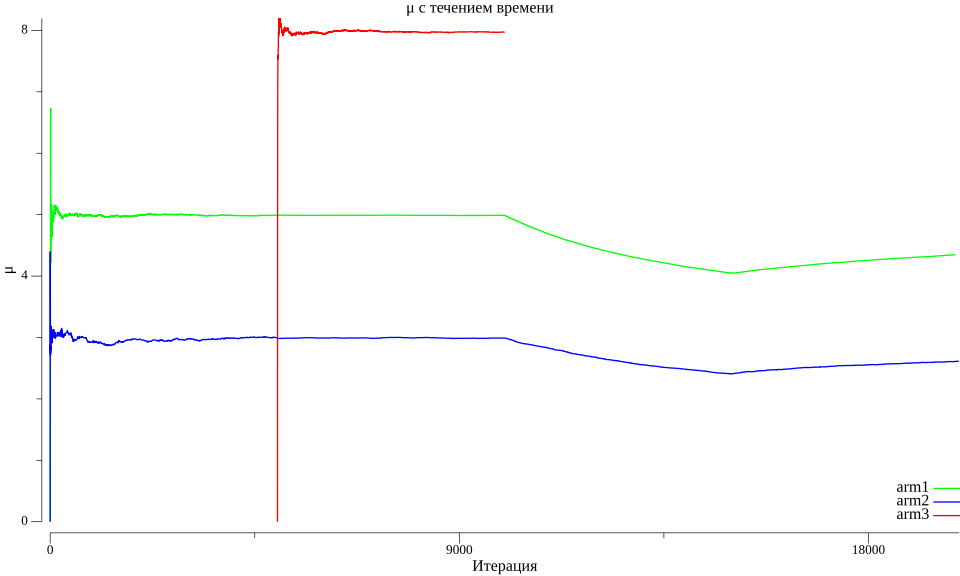 μ с течением времени
8
4
0
μ
0
9000
18000
Итерация
arm1
arm2
arm3